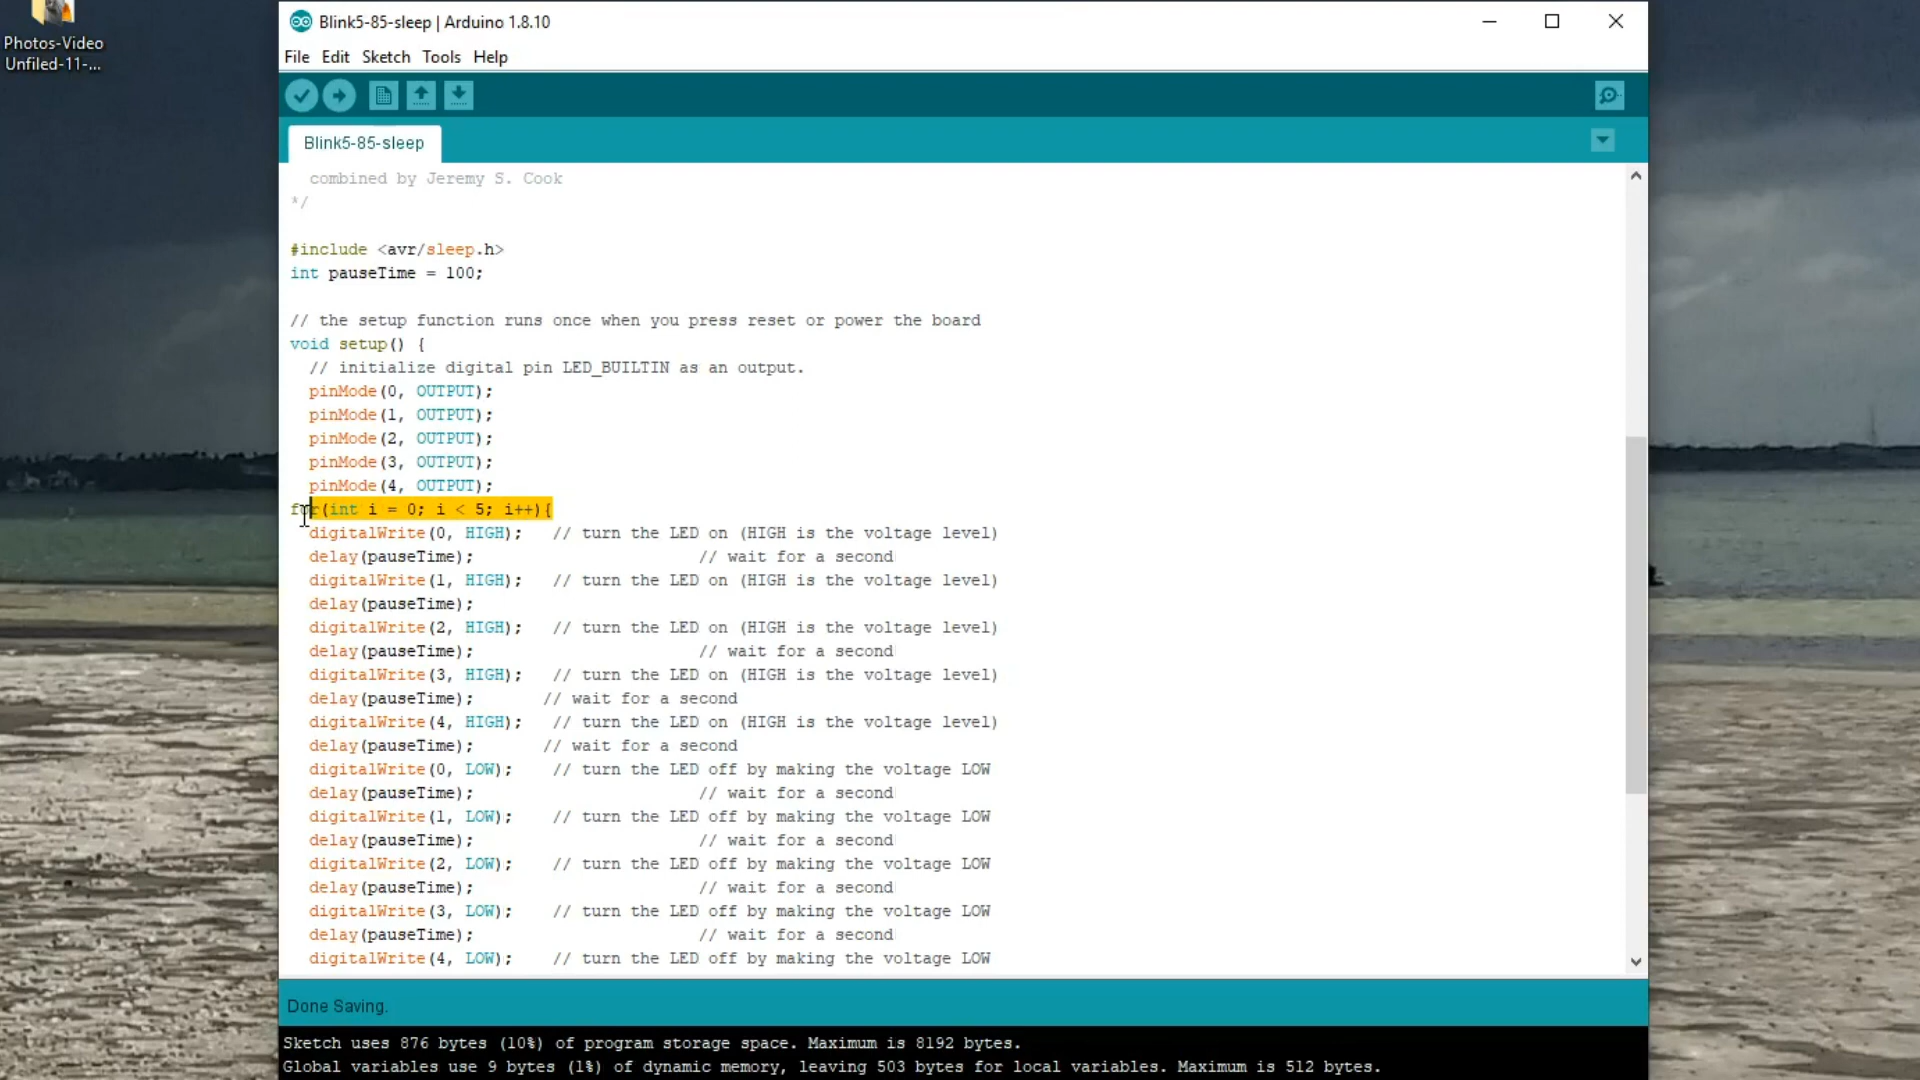 Photos-Video
Unfiled-11-...
Blink5-85-sleep | Arduino 1.8.10
File Edit Sketch Tools Help
Blink5-85-sleep
combined by Jeremy S. Cook
*/
#include <avr/sleep.h>
int pauseTime = 100;
// the setup function runs once when you press reset or power the board
void setup() {
// initialize digital pin LED_BUILTIN as an output.
pinMode(0, OUTPUT);
pinMode(1, OUTPUT);
pinMode(2, OUTPUT);
pinMode(3, OUTPUT);
pinMode(4, OUTPUT);
for(int i = 0; i < 5; i++){
digitalWrite(0, HIGH);   // turn the LED on (HIGH is the voltage level)
delay(pauseTime);                       // wait for a second
digitalWrite(1, HIGH);   // turn the LED on (HIGH is the voltage level)
delay(pauseTime);
digitalWrite(2, HIGH);   // turn the LED on (HIGH is the voltage level)
delay(pauseTime);                       // wait for a second
digitalWrite(3, HIGH);   // turn the LED on (HIGH is the voltage level)
delay(pauseTime);       // wait for a second
digitalWrite(4, HIGH);   // turn the LED on (HIGH is the voltage level)
delay(pauseTime);       // wait for a second
digitalWrite(0, LOW);    // turn the LED off by making the voltage LOW
delay(pauseTime);                       // wait for a second
digitalWrite(1, LOW);    // turn the LED off by making the voltage LOW
delay(pauseTime);                       // wait for a second
digitalWrite(2, LOW);    // turn the LED off by making the voltage LOW
delay(pauseTime);                       // wait for a second
digitalWrite(3, LOW);    // turn the LED off by making the voltage LOW
delay(pauseTime);                       // wait for a second
digitalWrite(4, LOW);    // turn the LED off by making the voltage LOW
Done Saving.
Sketch uses 876 bytes (10%) of program storage space. Maximum is 8192 bytes.
Global variables use 9 bytes (1%) of dynamic memory, leaving 503 bytes for local variables. Maximum is 512 bytes.